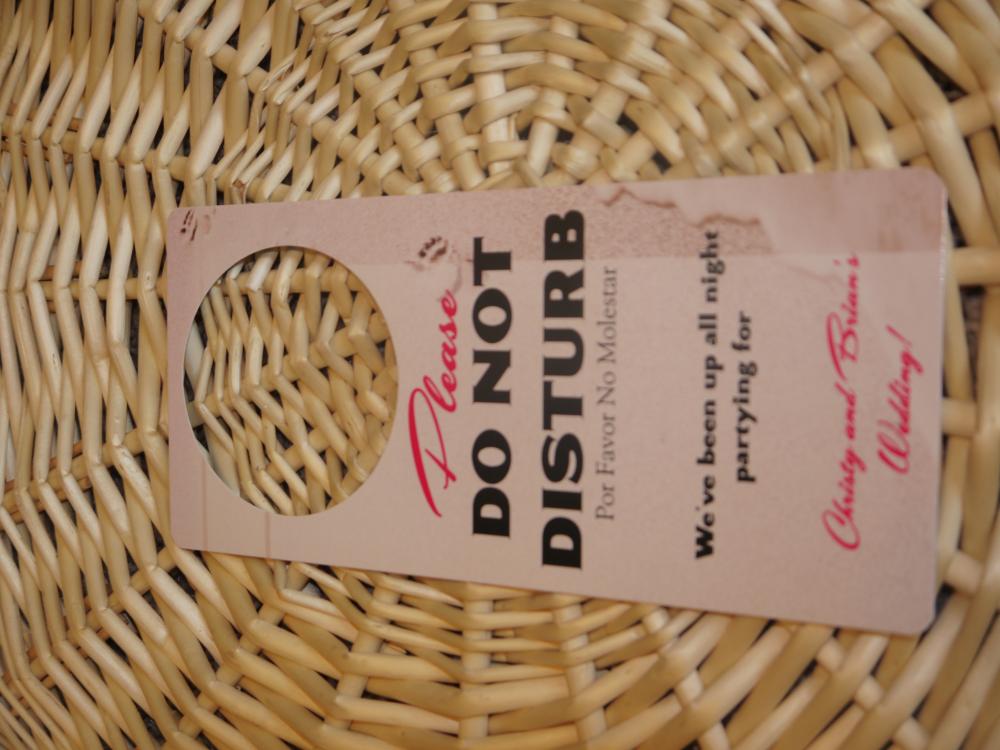 Please
DO NOT
DISTURB
Por Favor No Molestar
We've been up all night
partying for
Christy and Brian's
Wedding!